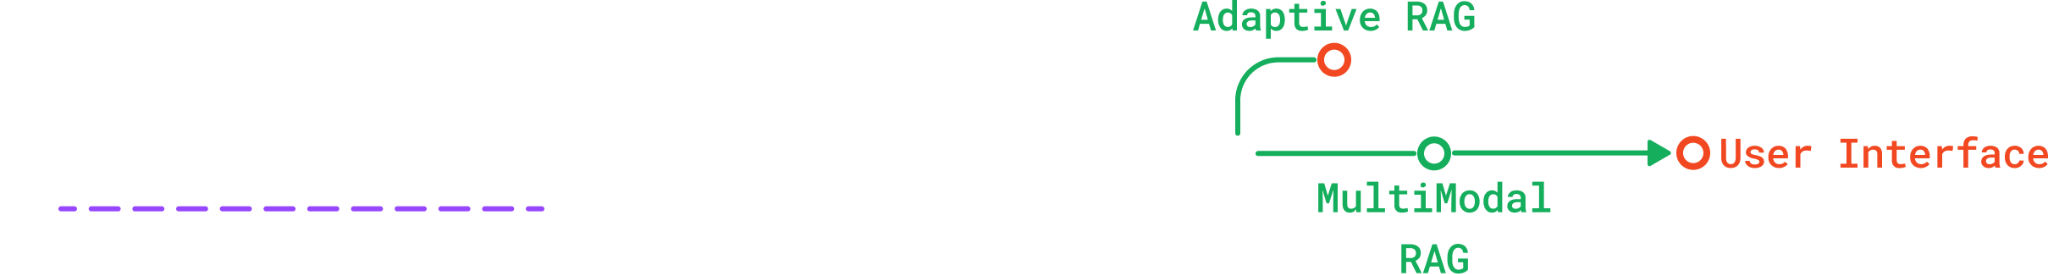 Adaptive RAG
User Interface
MultiModal
RAG